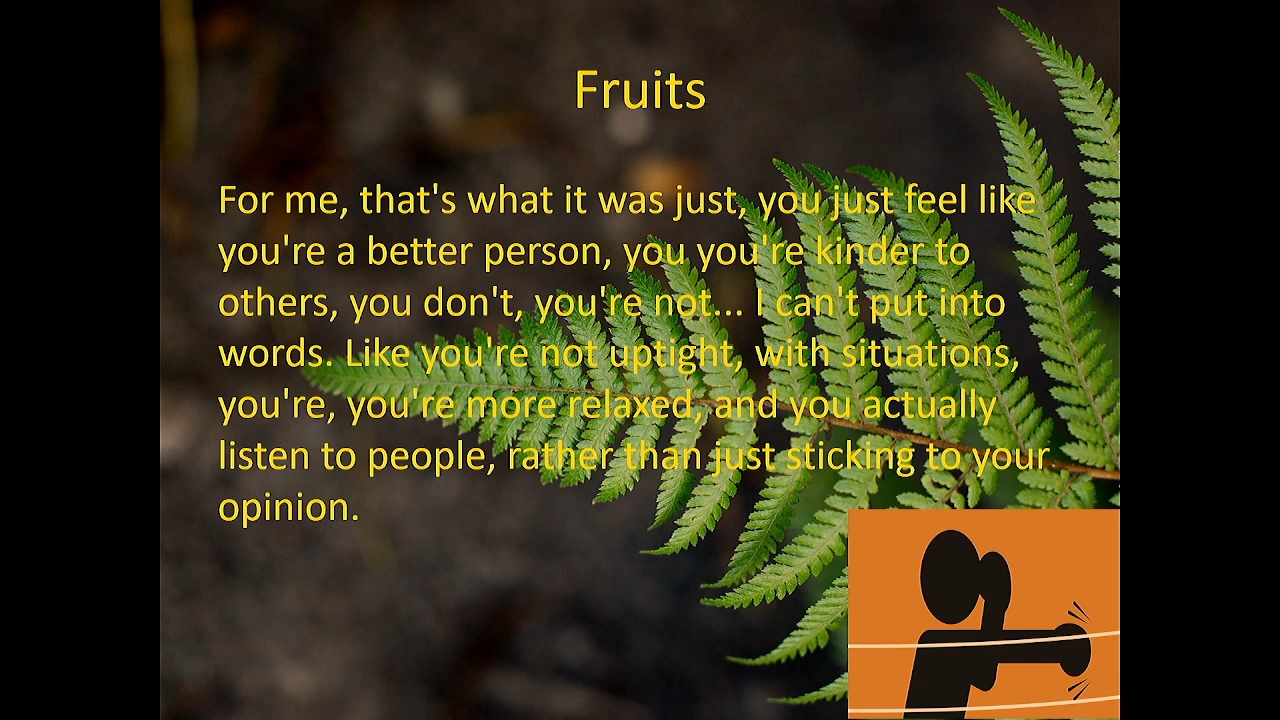 Fruits
For me, that's what it was just, you just feel like
you're a better person, you you're kinder to
others, you don't, you're not... I can't put into
words. Like you're not uptight, with situations,
you're, you're more relaxed, and you actually
listen to people, rather than just sticking to your
opinion.